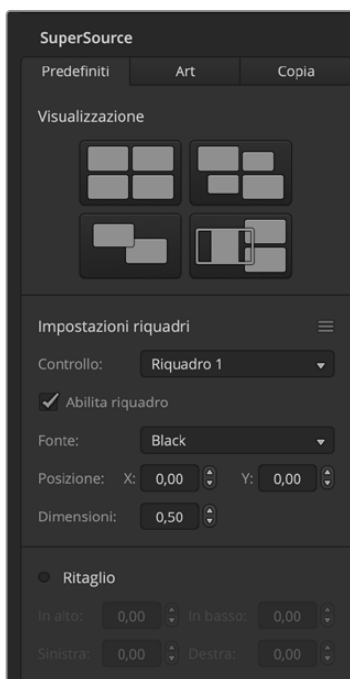 SuperSource
Predefiniti Art Copia
Visualizzazione
Impostazioni riquadri
Controllo: Riquadro 1
Abilita riquadro
Fonte: Black
Posizione: X: 0,00 Y: 0,00
Dimensioni: 0,50
Ritaglio
In alto: 0,00 In basso: 0,00
Sinistra: 0,00 Destra: 0,00